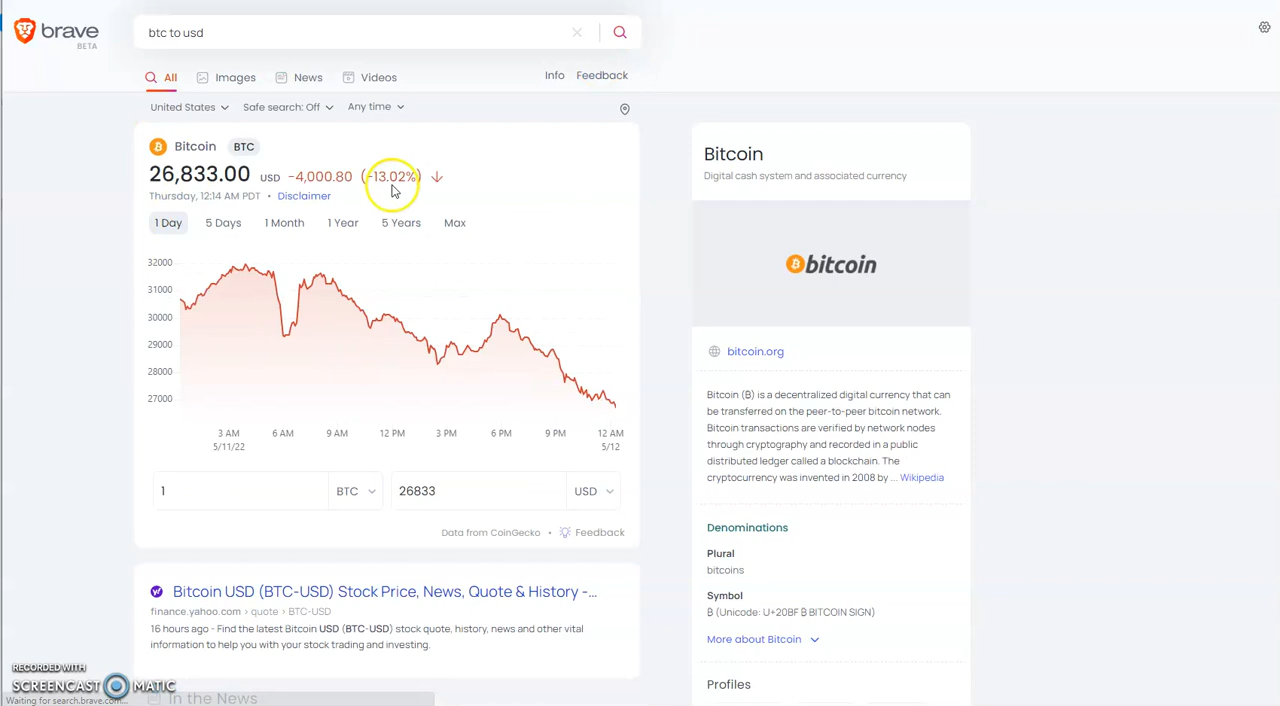 brave
BETA
btc to usd
All
Images
News
Videos
Info
Feedback
United States
Safe search: Off
Any time
Bitcoin BTC
26,833.00 USD −4,000.80 (−13.02%)
Thursday, 12:14 AM PDT • Disclaimer
1 Day
5 Days
1 Month
1 Year
5 Years
Max
32000
31000
30000
29000
28000
27000
3 AM
6 AM
9 AM
12 PM
3 PM
6 PM
9 PM
12 AM
5/11/22
5/12
1 BTC
26833 USD
Data from CoinGecko • Feedback
Bitcoin USD (BTC-USD) Stock Price, News, Quote & History -...
finance.yahoo.com › quote › BTC-USD
16 hours ago - Find the latest Bitcoin USD (BTC-USD) stock quote, history, news and other vital
information to help you with your stock trading and investing.
In the News
Bitcoin
Digital cash system and associated currency
bitcoin
bitcoin.org
Bitcoin (₿) is a decentralized digital currency that can
be transferred on the peer-to-peer bitcoin network.
Bitcoin transactions are verified by network nodes
through cryptography and recorded in a public
distributed ledger called a blockchain. The
cryptocurrency was invented in 2008 by ... Wikipedia
Denominations
Plural
bitcoins
Symbol
₿ (Unicode: U+20BF ₿ BITCOIN SIGN)
More about Bitcoin
Profiles
RECORDED WITH
SCREENCAST MATIC
Waiting for search.brave.com...